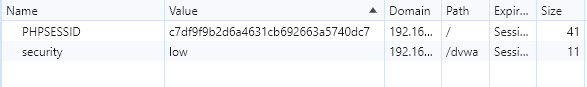 Name Value Domain Path Expir... Size
PHPSESSID c7df9f9b2d6a4631cb692663a5740dc7 192.16... / Sessi... 41
security low 192.16... /dvwa Sessi... 11